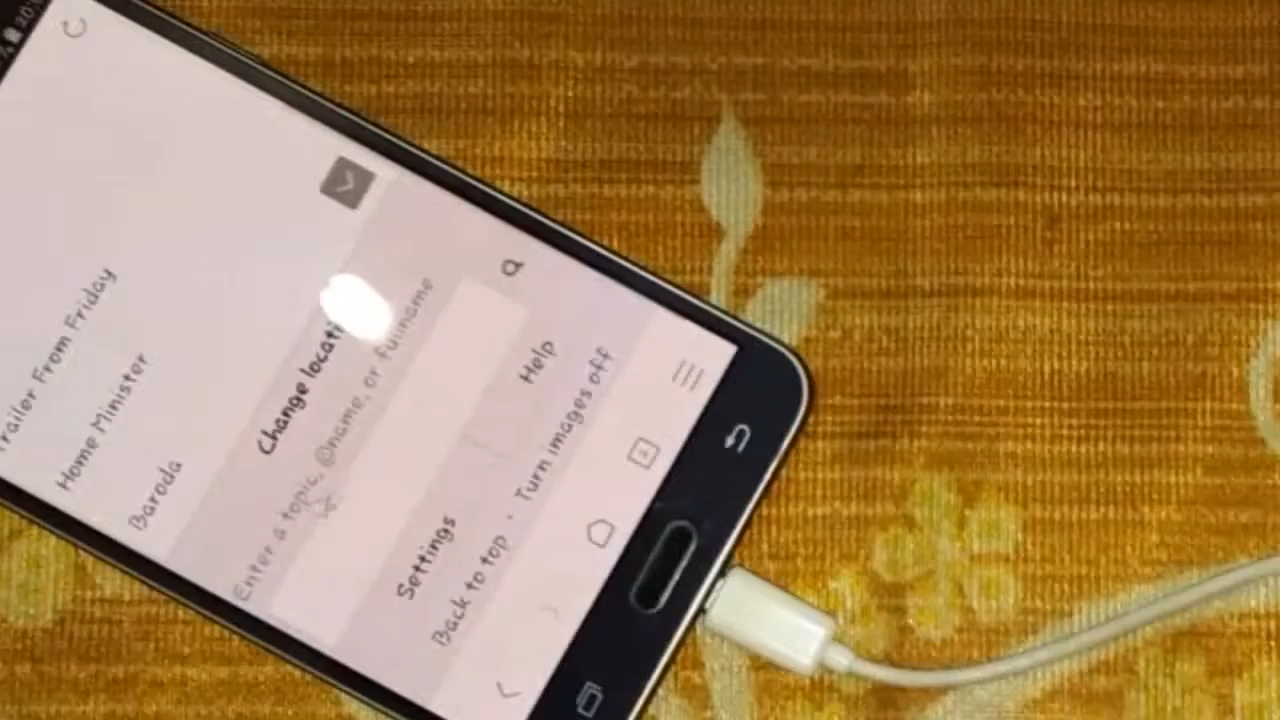 20%
Trailer From Friday
Home Minister
Baroda
Change locati
Enter a topic, @name, or fullname
Settings
Help
Back to top · Turn images off